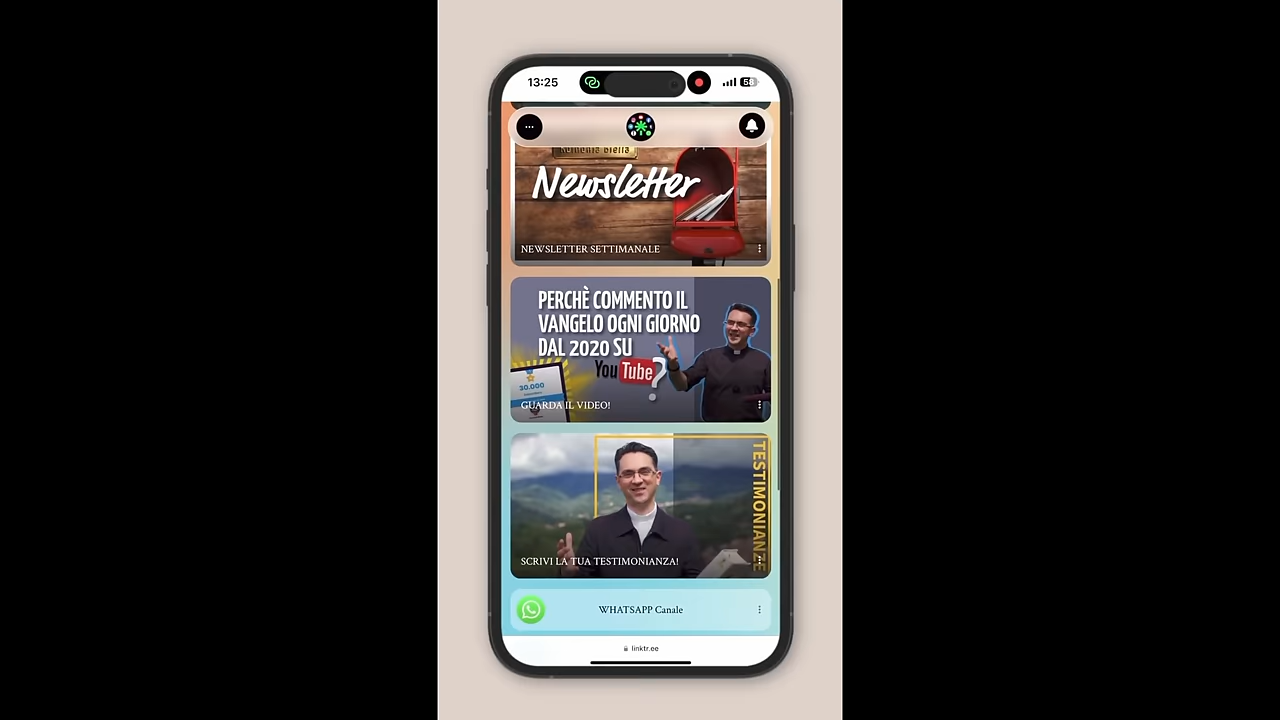 13:25
58
Newsletter
NEWSLETTER SETTIMANALE
PERCHÈ COMMENTO IL
VANGELO OGNI GIORNO
DAL 2020 SU
YouTube?
30.000
GUARDA IL VIDEO!
TESTIMONIANZE
SCRIVI LA TUA TESTIMONIANZA!
WHATSAPP Canale
linktr.ee